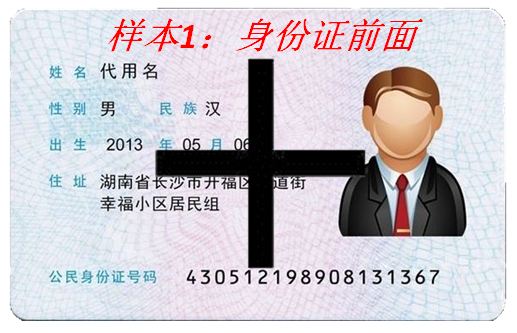 样本1：身份证前面
姓名 代用名
性别 男 民族 汉
出生 2013 年 05 月 06
住址 湖南省长沙市开福区 道街
幸福小区居民组
公民身份证号码 430512198908131367